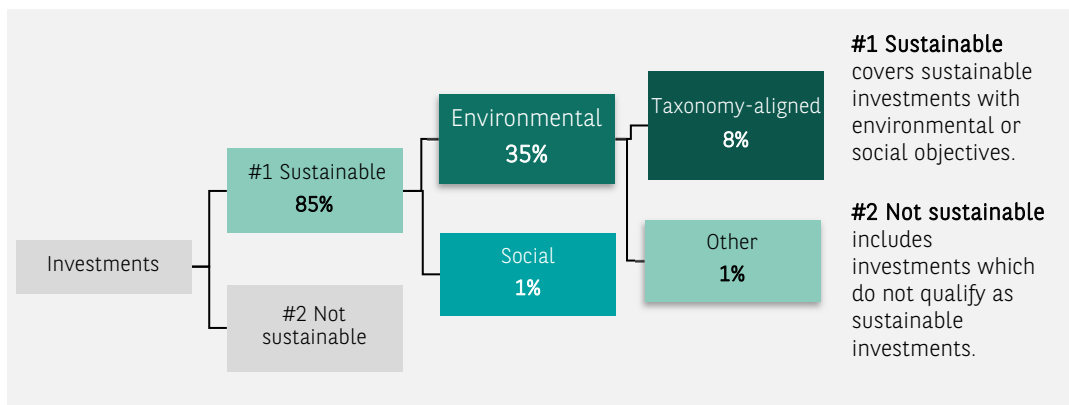 Investments
#1 Sustainable
85%
#2 Not
sustainable
Environmental
35%
Social
1%
Taxonomy-aligned
8%
Other
1%
#1 Sustainable
covers sustainable
investments with
environmental or
social objectives.
#2 Not sustainable
includes
investments which
do not qualify as
sustainable
investments.